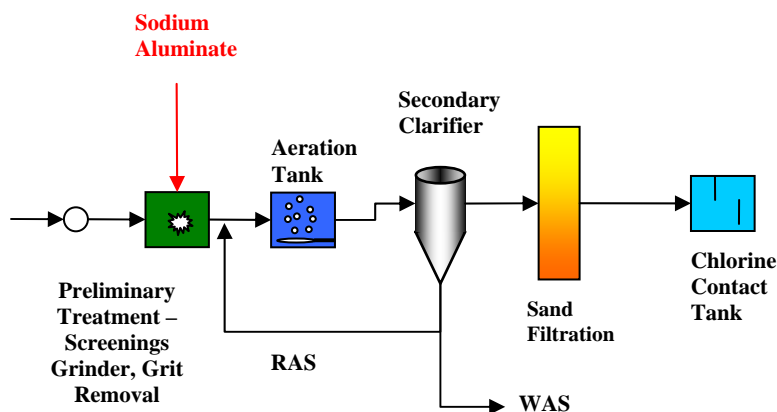 Sodium
Aluminate
Secondary
Clarifier
Aeration
Tank
Preliminary
Treatment –
Screenings
Grinder, Grit
Removal
RAS
WAS
Sand
Filtration
Chlorine
Contact
Tank